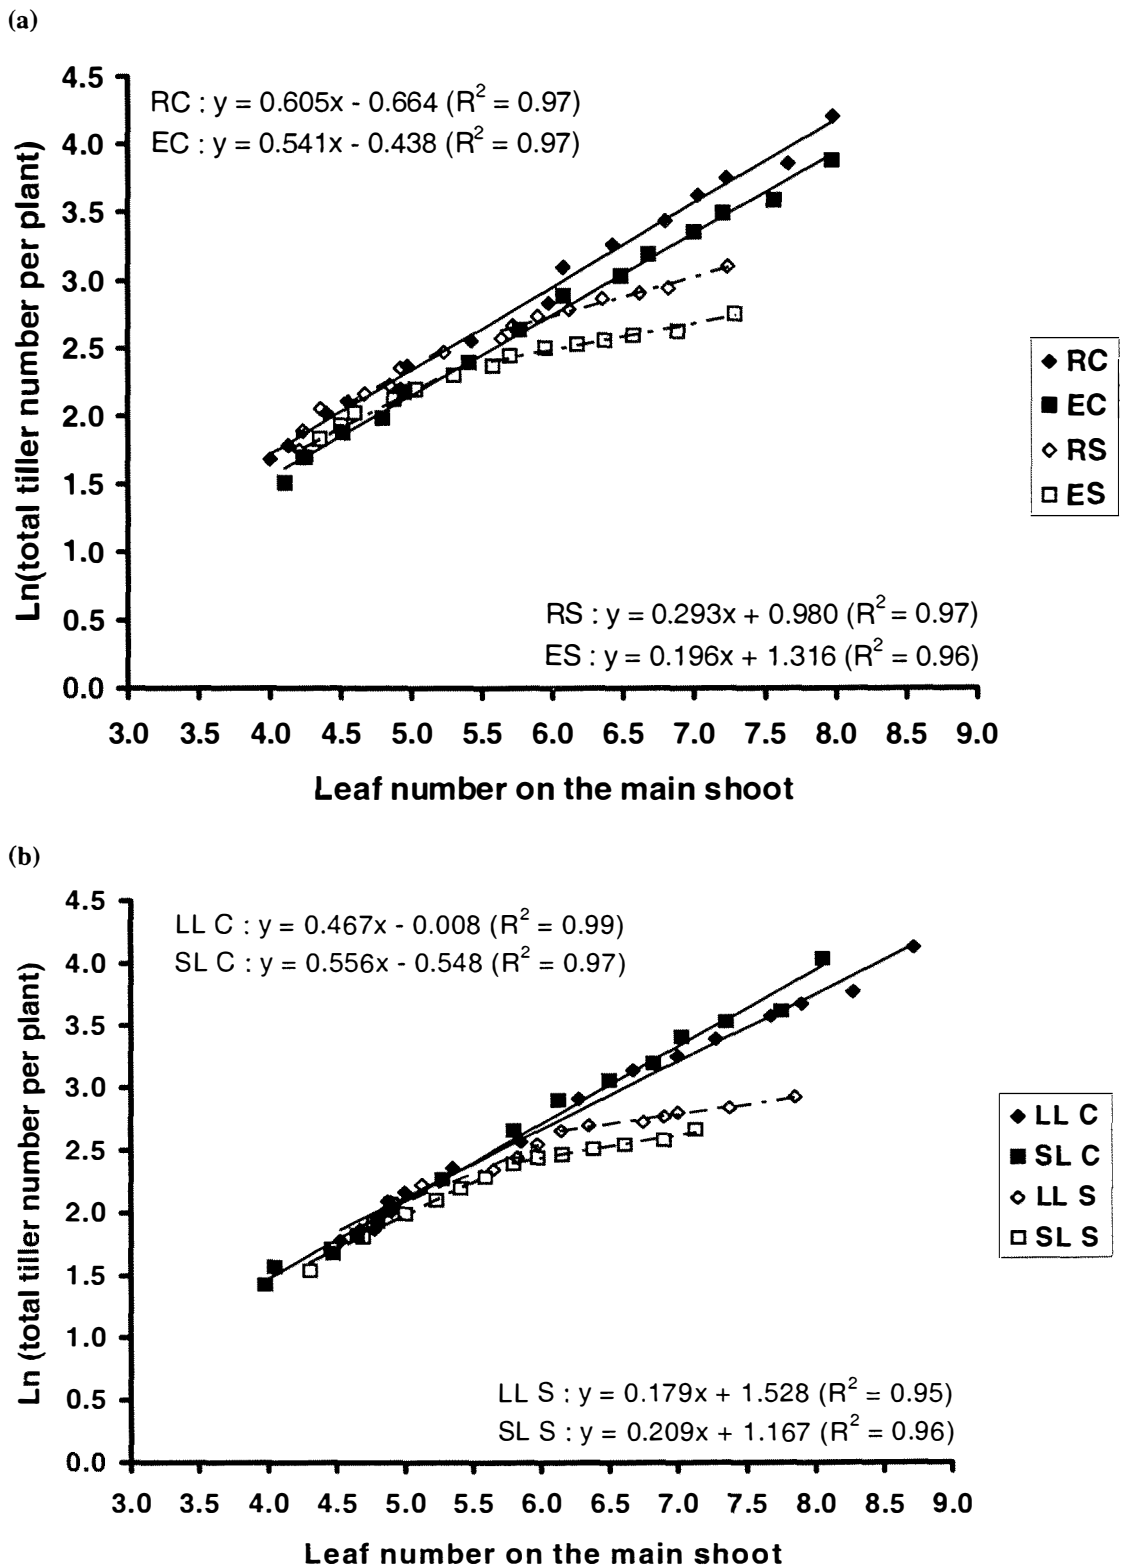 (a)
4.5
RC : y = 0.605x - 0.664 (R² = 0.97)
EC : y = 0.541x - 0.438 (R² = 0.97)
4.0
3.5
3.0
2.5
2.0
1.5
1.0
0.5
0.0
Ln(total tiller number per plant)
RC
EC
RS
ES
RS : y = 0.293x + 0.980 (R² = 0.97)
ES : y = 0.196x + 1.316 (R² = 0.96)
3.0 3.5 4.0 4.5 5.0 5.5 6.0 6.5 7.0 7.5 8.0 8.5 9.0
Leaf number on the main shoot
(b)
4.5
LL C : y = 0.467x - 0.008 (R² = 0.99)
SL C : y = 0.556x - 0.548 (R² = 0.97)
4.0
3.5
3.0
2.5
2.0
1.5
1.0
0.5
0.0
Ln (total tiller number per plant)
LL C
SL C
LL S
SL S
LL S : y = 0.179x + 1.528 (R² = 0.95)
SL S : y = 0.209x + 1.167 (R² = 0.96)
3.0 3.5 4.0 4.5 5.0 5.5 6.0 6.5 7.0 7.5 8.0 8.5 9.0
Leaf number on the main shoot